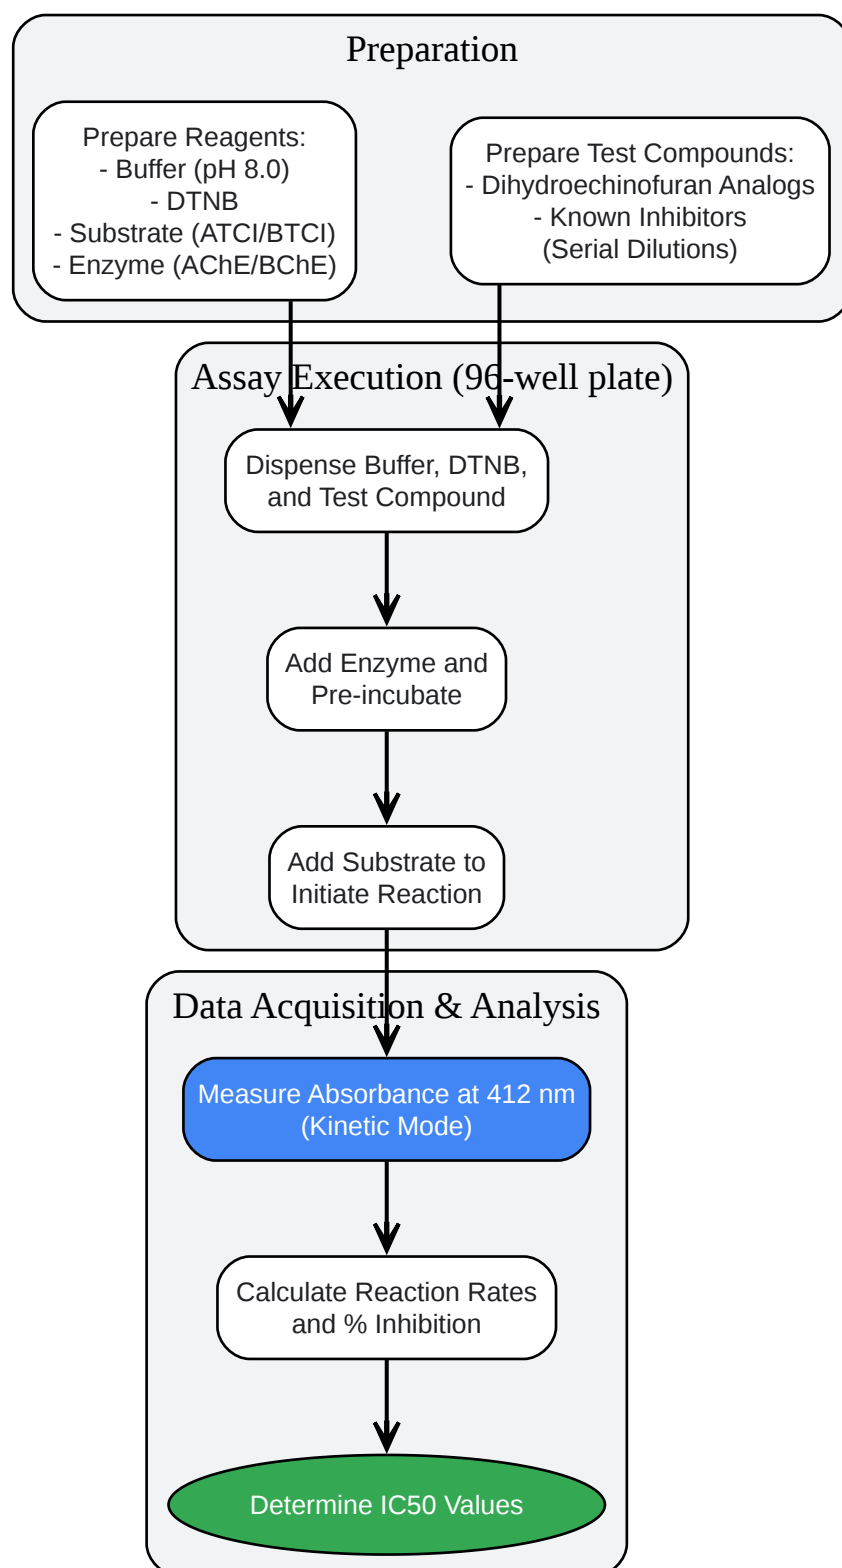 Preparation
Prepare Reagents:
- Buffer (pH 8.0)
- DTNB
- Substrate (ATCI/BTCI)
- Enzyme (AChE/BChE)
Prepare Test Compounds:
- Dihydroechinofuran Analogs
- Known Inhibitors
(Serial Dilutions)
Assay Execution (96-well plate)
Dispense Buffer, DTNB,
and Test Compound
Add Enzyme and
Pre-incubate
Add Substrate to
Initiate Reaction
Data Acquisition & Analysis
Measure Absorbance at 412 nm
(Kinetic Mode)
Calculate Reaction Rates
and % Inhibition
Determine IC50 Values